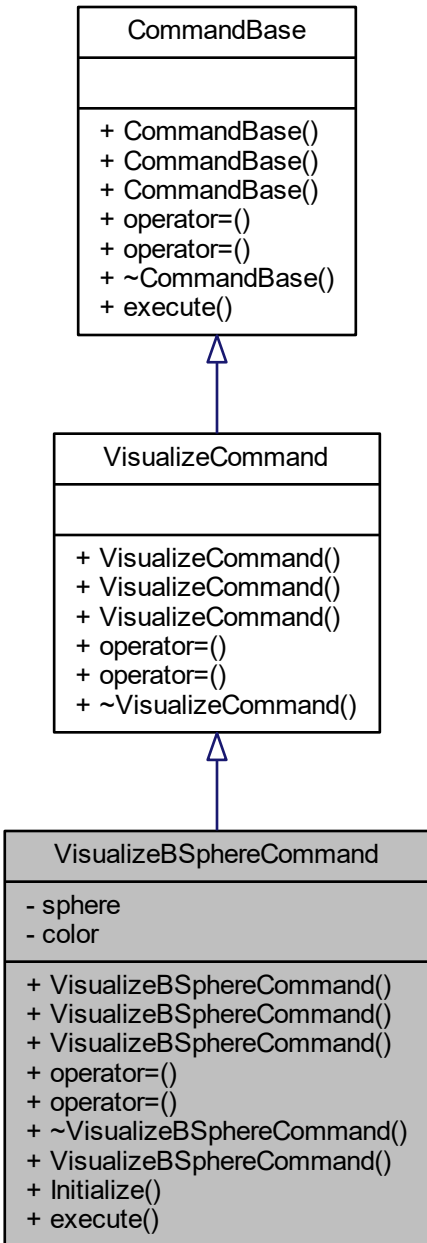 CommandBase
+ CommandBase()
+ CommandBase()
+ CommandBase()
+ operator=()
+ operator=()
+ ~CommandBase()
+ execute()
VisualizeCommand
+ VisualizeCommand()
+ VisualizeCommand()
+ VisualizeCommand()
+ operator=()
+ operator=()
+ ~VisualizeCommand()
VisualizeBSphereCommand
- sphere
- color
+ VisualizeBSphereCommand()
+ VisualizeBSphereCommand()
+ VisualizeBSphereCommand()
+ operator=()
+ operator=()
+ ~VisualizeBSphereCommand()
+ VisualizeBSphereCommand()
+ Initialize()
+ execute()